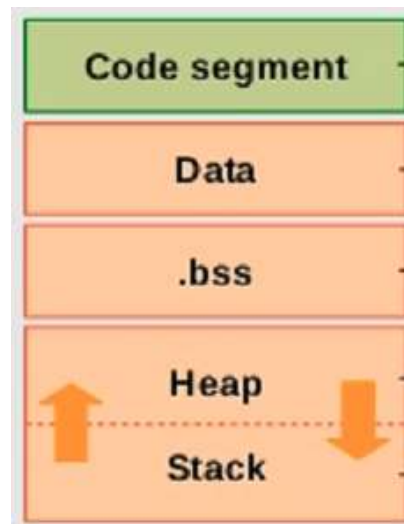 Code segment
Data
.bss
Heap
Stack